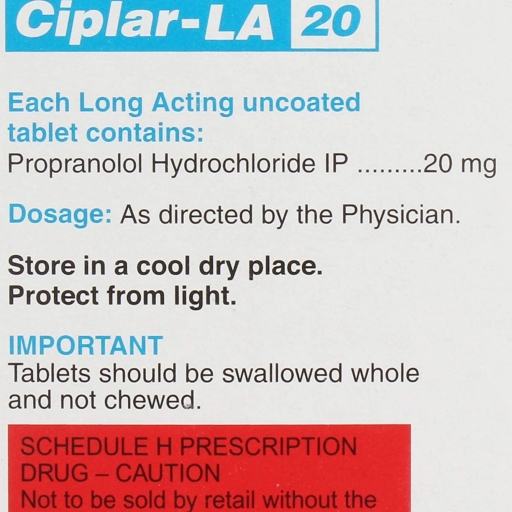 Ciplar-LA 20
Each Long Acting uncoated
tablet contains:
Propranolol Hydrochloride IP .........20 mg
Dosage: As directed by the Physician.
Store in a cool dry place.
Protect from light.
IMPORTANT
Tablets should be swallowed whole
and not chewed.
SCHEDULE H PRESCRIPTION
DRUG – CAUTION
Not to be sold by retail without the